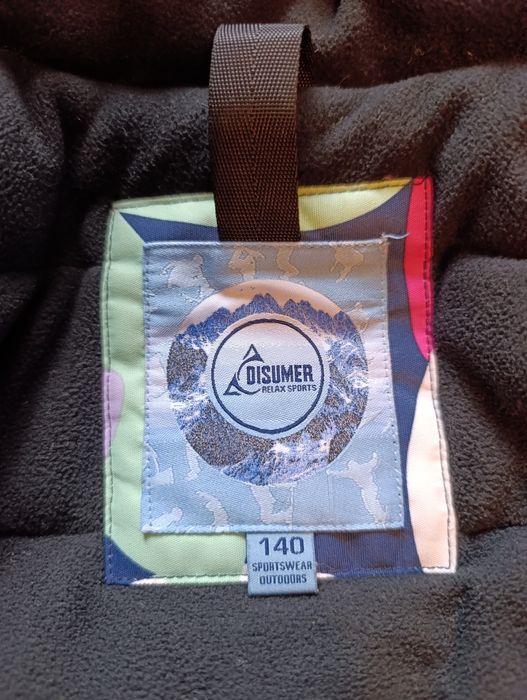 DISUMER
RELAX SPORTS
140
SPORTSWEAR
OUTDOORS